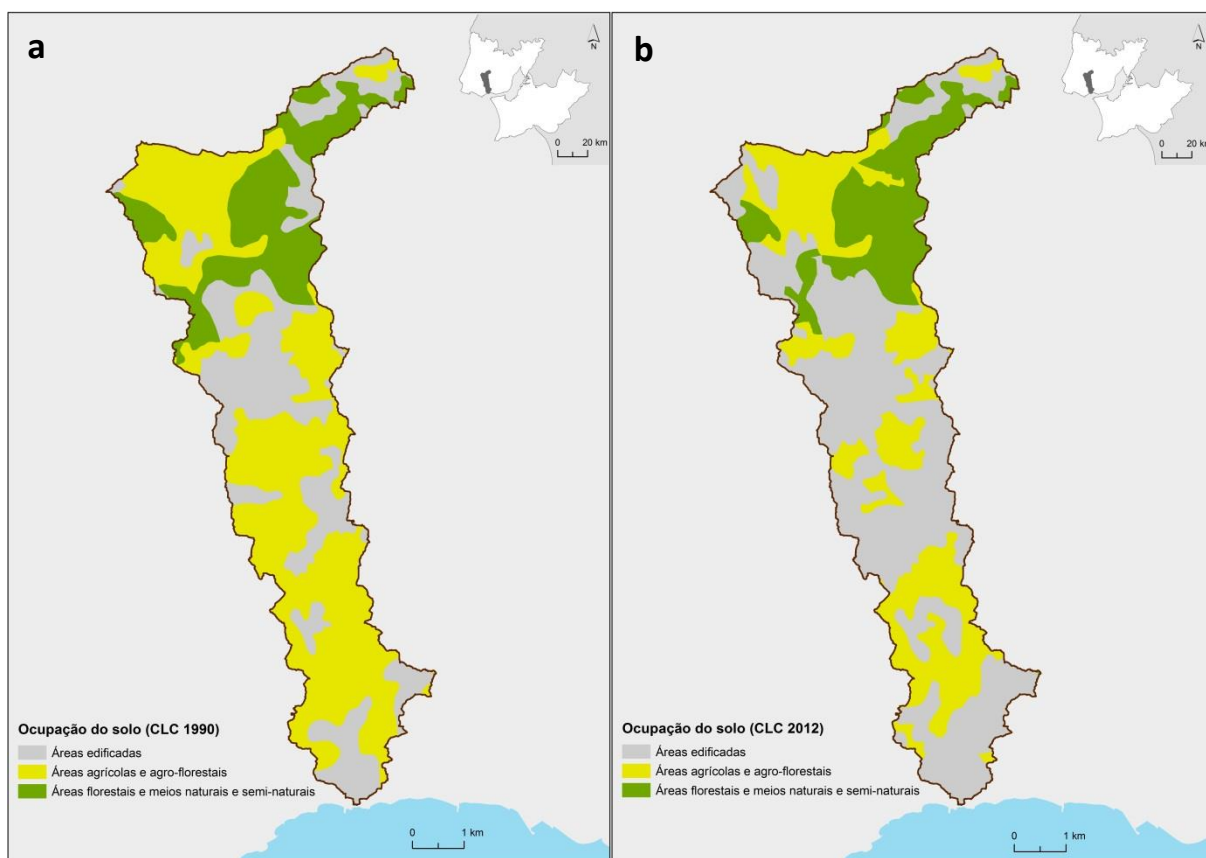 a
N
0 20 km
Ocupação do solo (CLC 1990)
Áreas edificadas
Áreas agrícolas e agro-florestais
Áreas florestais e meios naturais e semi-naturais
0 1 km
b
N
0 20 km
Ocupação do solo (CLC 2012)
Áreas edificadas
Áreas agrícolas e agro-florestais
Áreas florestais e meios naturais e semi-naturais
0 1 km